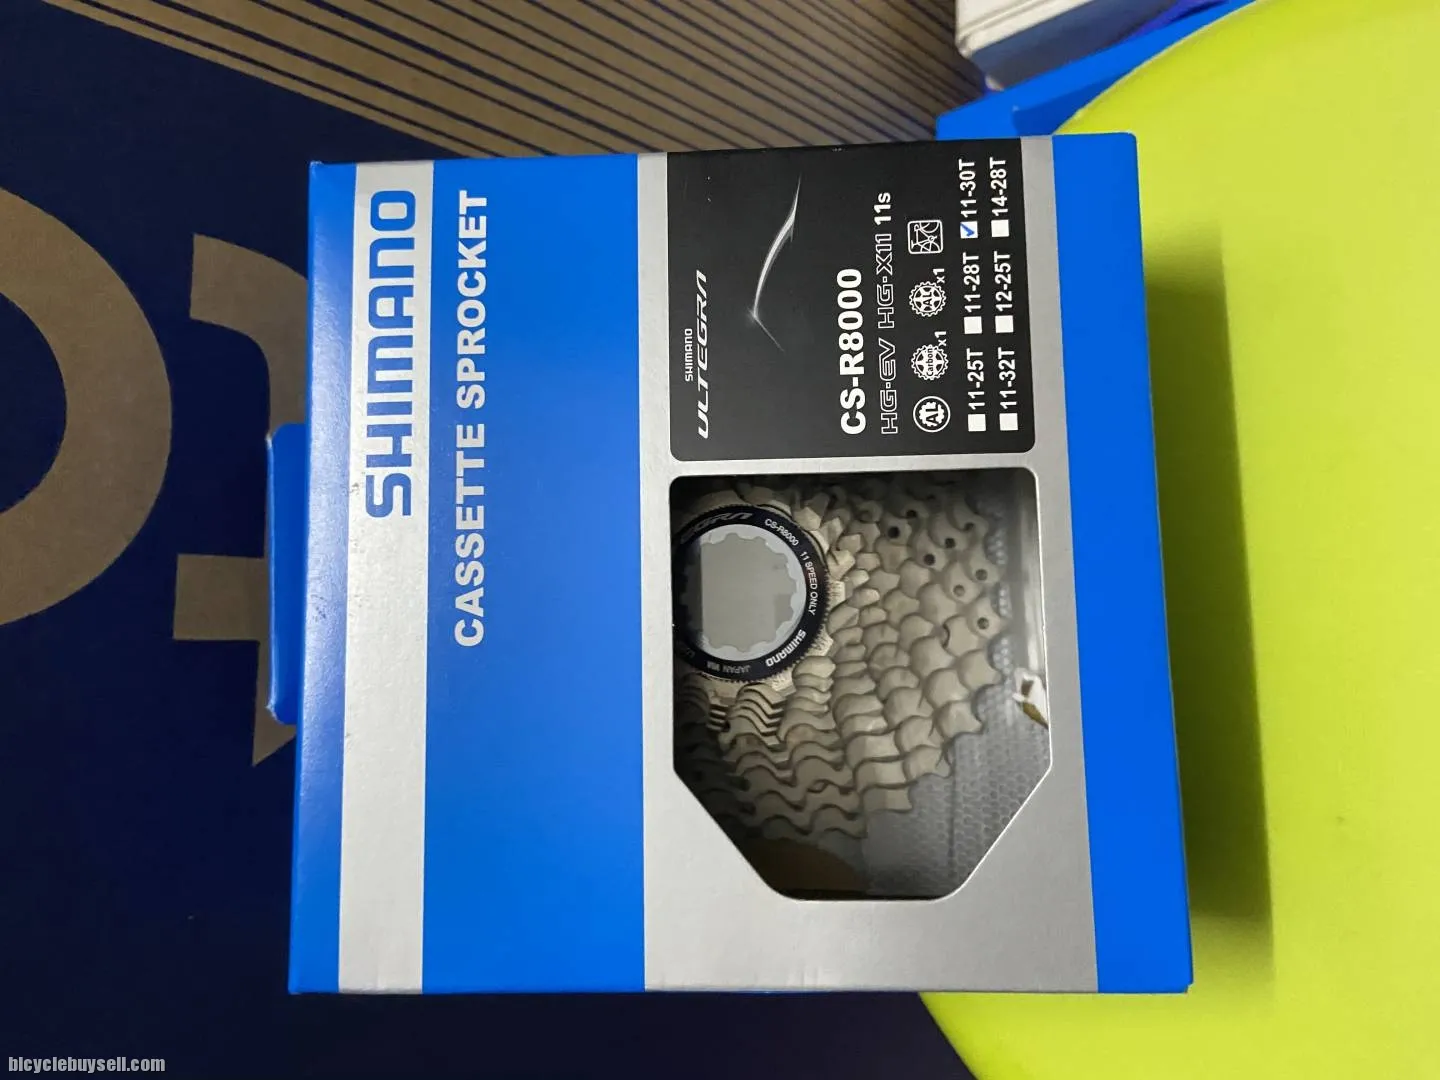 SHIMANO
CASSETTE SPROCKET
SHIMANO
ULTEGRA
CS-R8000
HG-EV HG-X11 11s
AL x1 x1
11-25T 11-28T 11-30T
11-32T 12-25T 14-28T
CS-R8000 11 SPEED ONLY
SHIMANO
JAPAN
bicyclebuysell.com